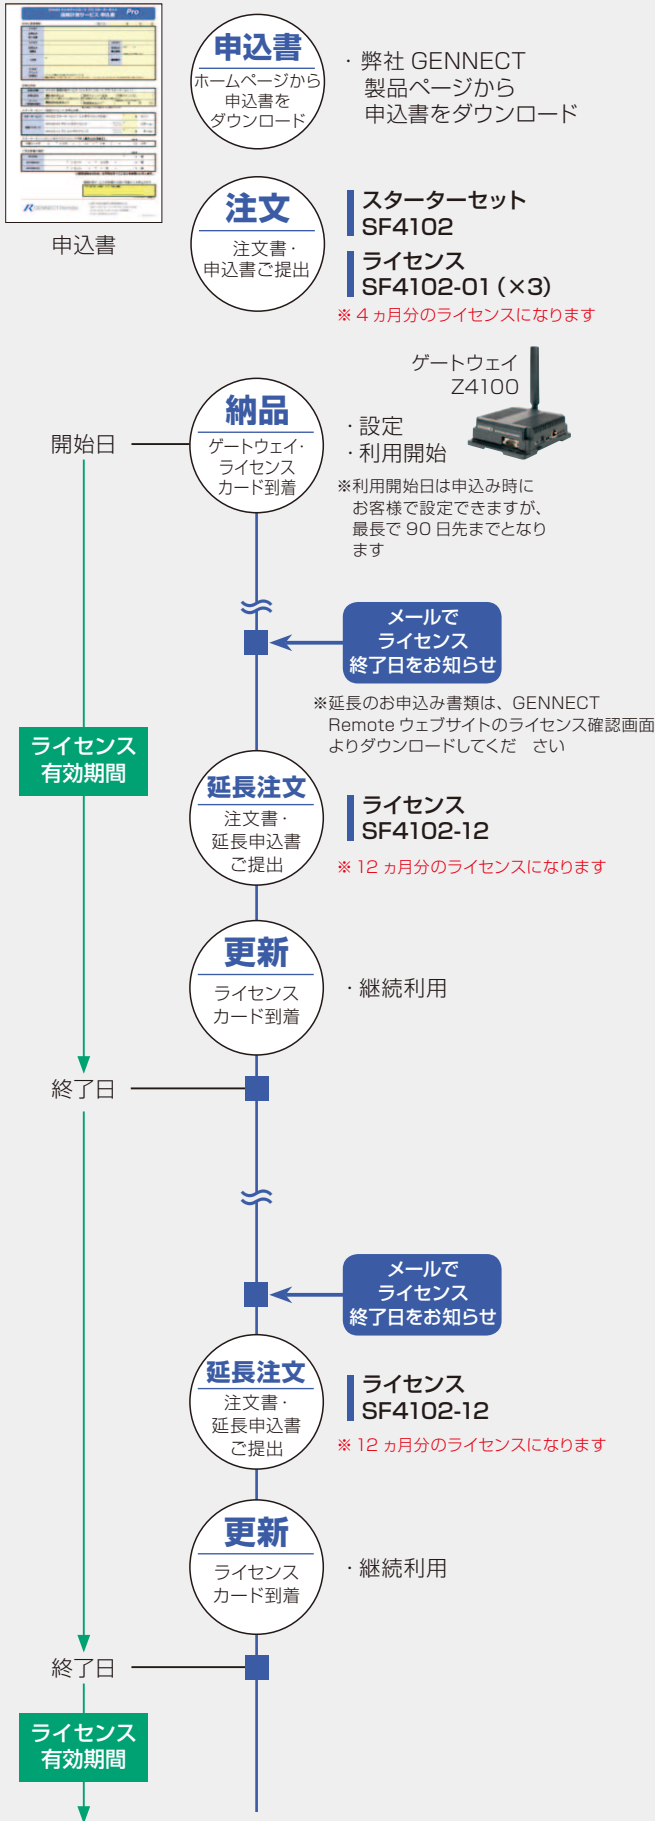 Pro
GENNECT Remote
申込書
申込書
ホームページから
申込書を
ダウンロード
・弊社 GENNECT
製品ページから
申込書をダウンロード
注文
注文書・
申込書ご提出
スターターセット
SF4102
ライセンス
SF4102-01（×3）
※ 4 ヵ月分のライセンスになります
ゲートウェイ
Z4100
開始日
納品
ゲートウェイ・
ライセンス
カード到着
・設定
・利用開始
※利用開始日は申込み時に
お客様で設定できますが、
最長で 90 日先までとなり
ます
メールで
ライセンス
終了日をお知らせ
※延長のお申込み書類は、GENNECT
Remote ウェブサイトのライセンス確認画面
よりダウンロードしてくだ さい
ライセンス
有効期間
延長注文
注文書・
延長申込書
ご提出
ライセンス
SF4102-12
※ 12 ヵ月分のライセンスになります
更新
ライセンス
カード到着
・継続利用
終了日
メールで
ライセンス
終了日をお知らせ
延長注文
注文書・
延長申込書
ご提出
ライセンス
SF4102-12
※ 12 ヵ月分のライセンスになります
更新
ライセンス
カード到着
・継続利用
終了日
ライセンス
有効期間